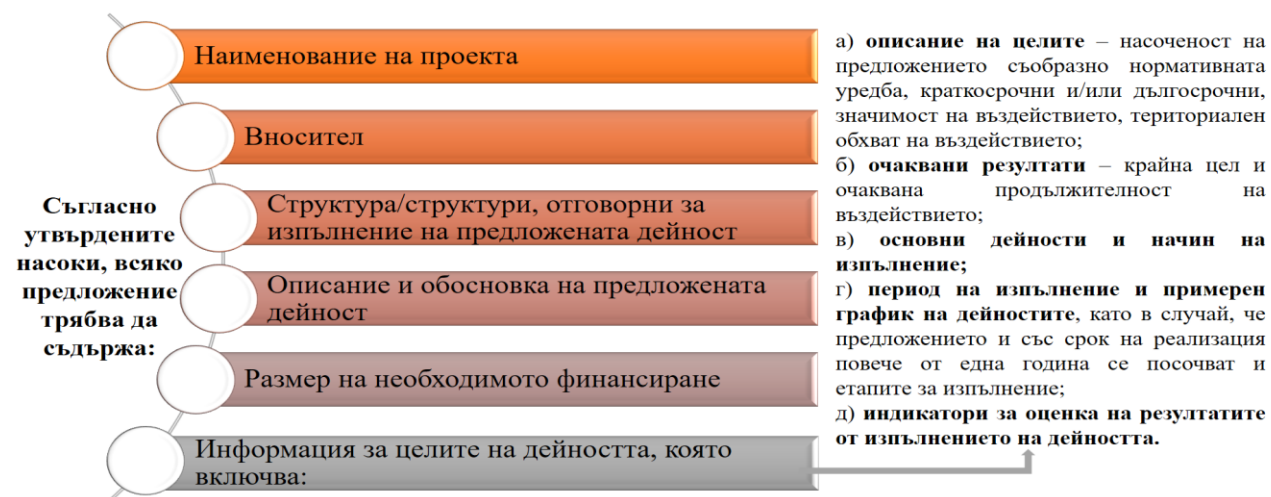 Съгласно
утвърдените
насоки, всяко
предложение
трябва да
съдържа:
Наименование на проекта
Вносител
Структура/структури, отговорни за
изпълнение на предложената дейност
Описание и обосновка на предложената
дейност
Размер на необходимото финансиране
Информация за целите на дейността, която
включва:
а) описание на целите – насоченост на
предложението съобразно нормативната
уредба, краткосрочни и/или дългосрочни,
значимост на въздействието, териториален
обхват на въздействието;
б) очаквани резултати – крайна цел и
очаквана продължителност на
въздействието;
в) основни дейности и начин на
изпълнение;
г) период на изпълнение и примерен
график на дейностите, като в случай, че
предложението и със срок на реализация
повече от една година се посочват и
етапите за изпълнение;
д) индикатори за оценка на резултатите
от изпълнението на дейността.